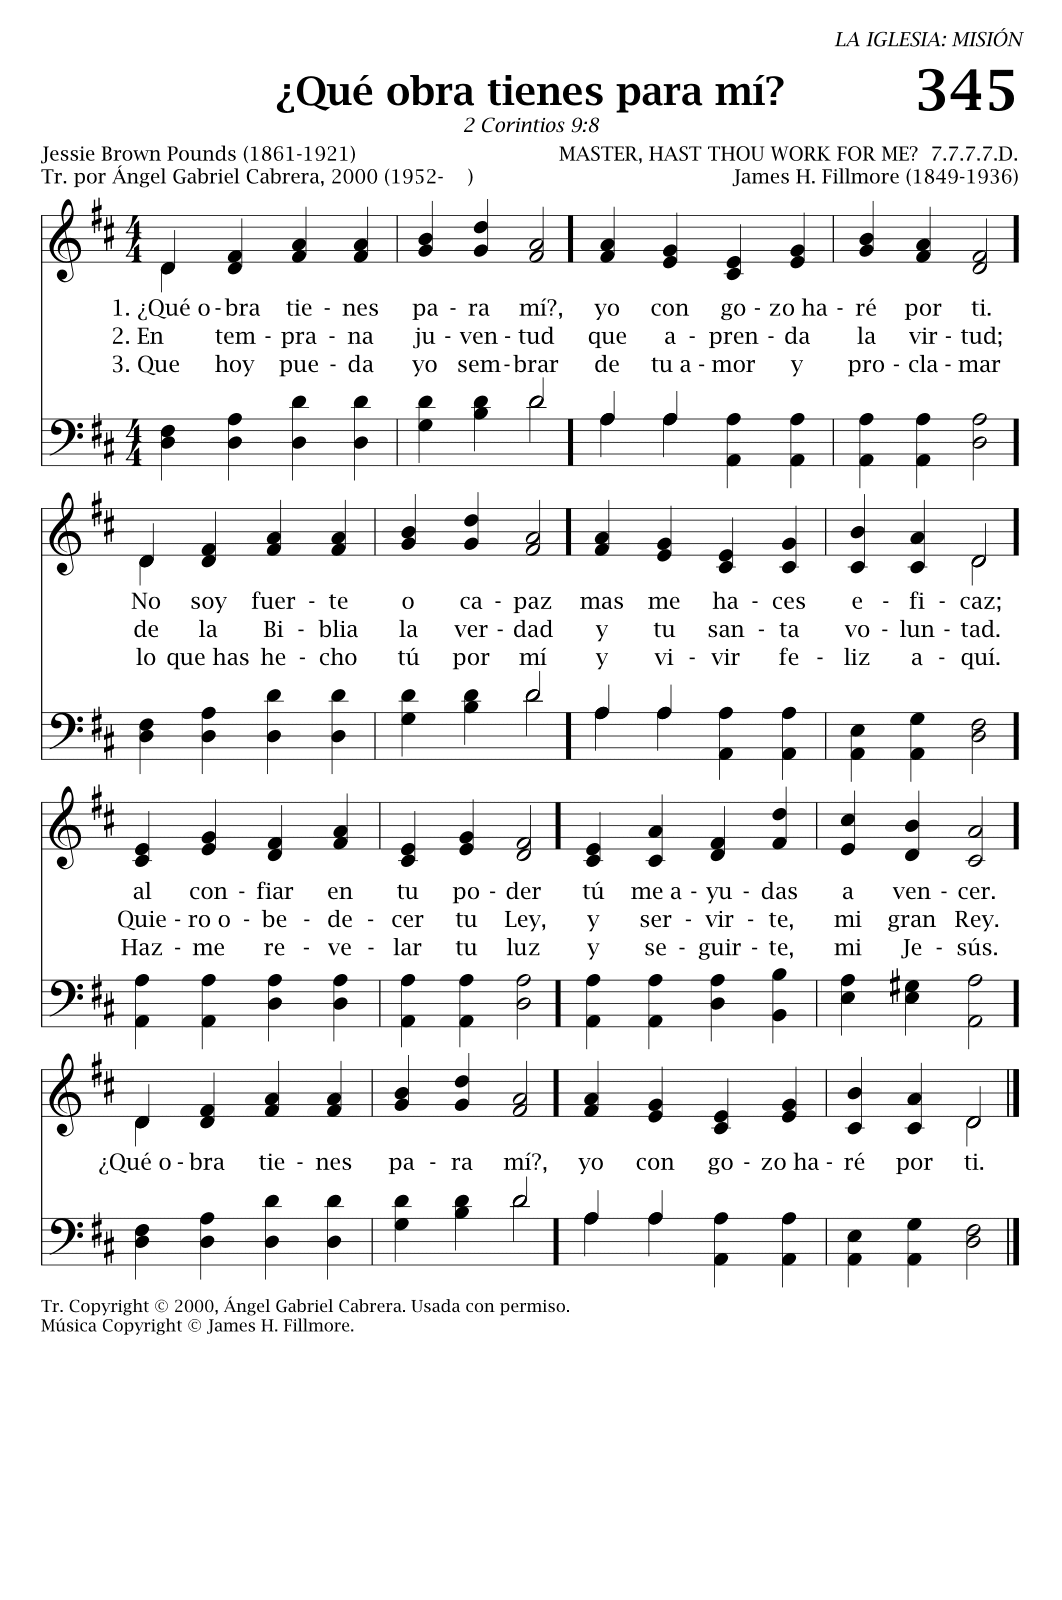 LA IGLESIA: MISIÓN
¿Qué obra tienes para mí? 345
2 Corintios 9:8
Jessie Brown Pounds (1861-1921) MASTER, HAST THOU WORK FOR ME? 7.7.7.7.D.
Tr. por Ángel Gabriel Cabrera, 2000 (1952- ) James H. Fillmore (1849-1936)
1. ¿Qué o - bra tie - nes pa - ra mí?, yo con go - zo ha - ré por ti.
2. En tem - pra - na ju - ven - tud que a - pren - da la vir - tud;
3. Que hoy pue - da yo sem - brar de tu a - mor y pro - cla - mar
No soy fuer - te o ca - paz mas me ha - ces e - fi - caz;
de la Bi - blia la ver - dad y tu san - ta vo - lun - tad.
lo que has he - cho tú por mí y vi - vir fe - liz a - quí.
al con - fiar en tu po - der tú me a - yu - das a ven - cer.
Quie - ro o - be - de - cer tu Ley, y ser - vir - te, mi gran Rey.
Haz - me re - ve - lar tu luz y se - guir - te, mi Je - sús.
¿Qué o - bra tie - nes pa - ra mí?, yo con go - zo ha - ré por ti.
Tr. Copyright © 2000, Ángel Gabriel Cabrera. Usada con permiso.
Música Copyright © James H. Fillmore.